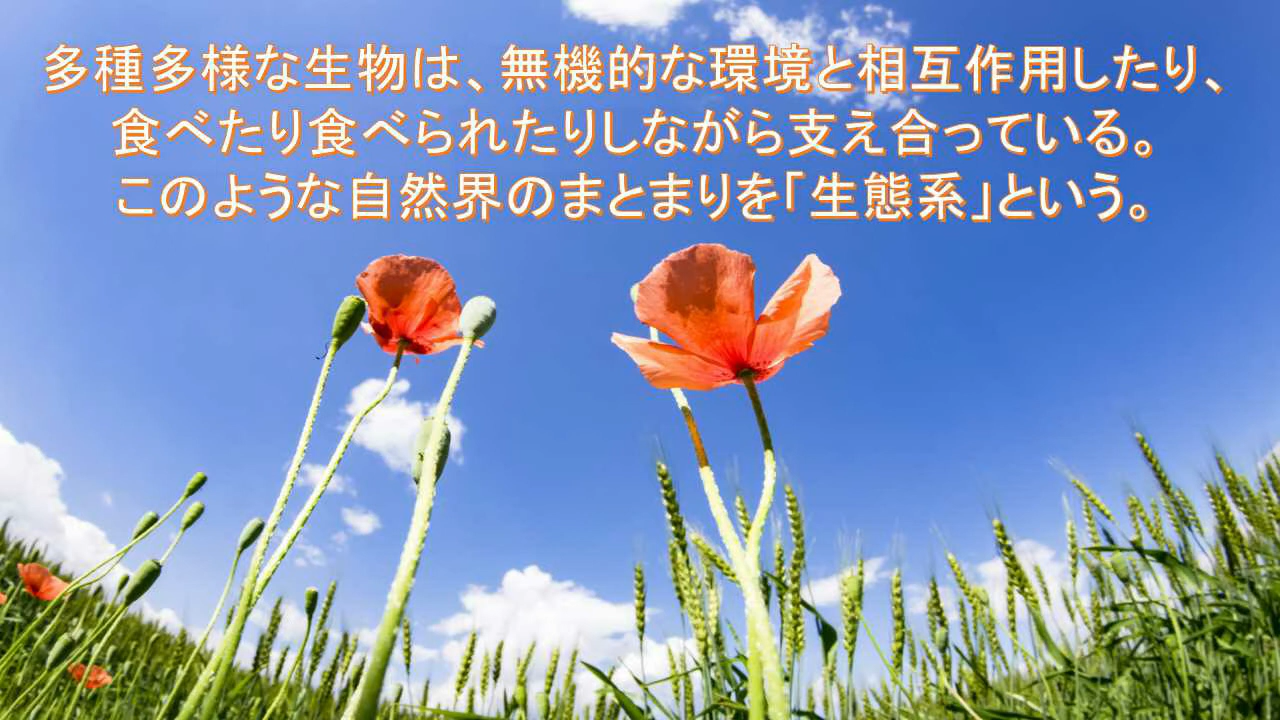 多種多様な生物は、無機的な環境と相互作用したり、
食べたり食べられたりしながら支え合っている。
このような自然界のまとまりを「生態系」という。